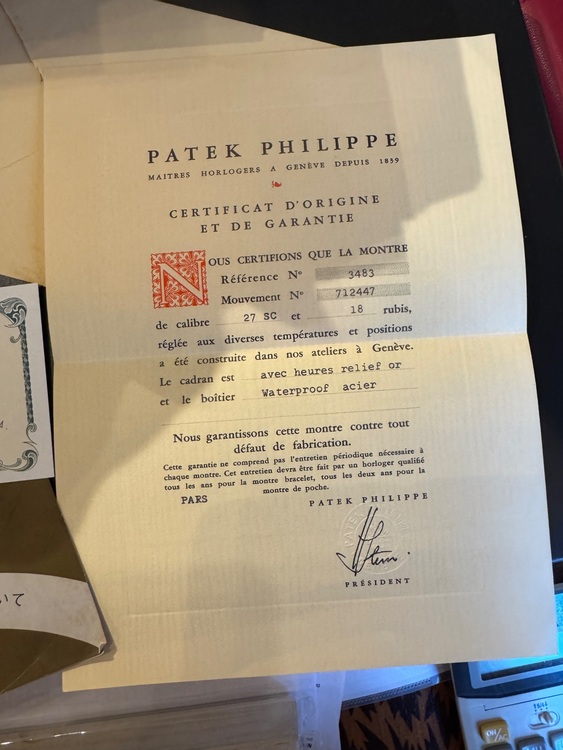 PATEK PHILIPPE
MAITRES HORLOGERS A GENÈVE DEPUIS 1839
CERTIFICAT D'ORIGINE
ET DE GARANTIE
NOUS CERTIFIONS QUE LA MONTRE
Référence Nº 3483
Mouvement Nº 712447
de calibre 27 SC et 18 rubis,
réglée aux diverses températures et positions
a été construite dans nos ateliers à Genève.
Le cadran est avec heures relief or
et le boîtier Waterproof acier
Nous garantissons cette montre contre tout
défaut de fabrication.
Cette garantie ne comprend pas l'entretien périodique nécessaire à
chaque montre. Cet entretien devra être fait par un horloger qualifié
tous les ans pour la montre bracelet, tous les deux ans pour la
montre de poche.
PARS
PATEK PHILIPPE
PRÉSIDENT